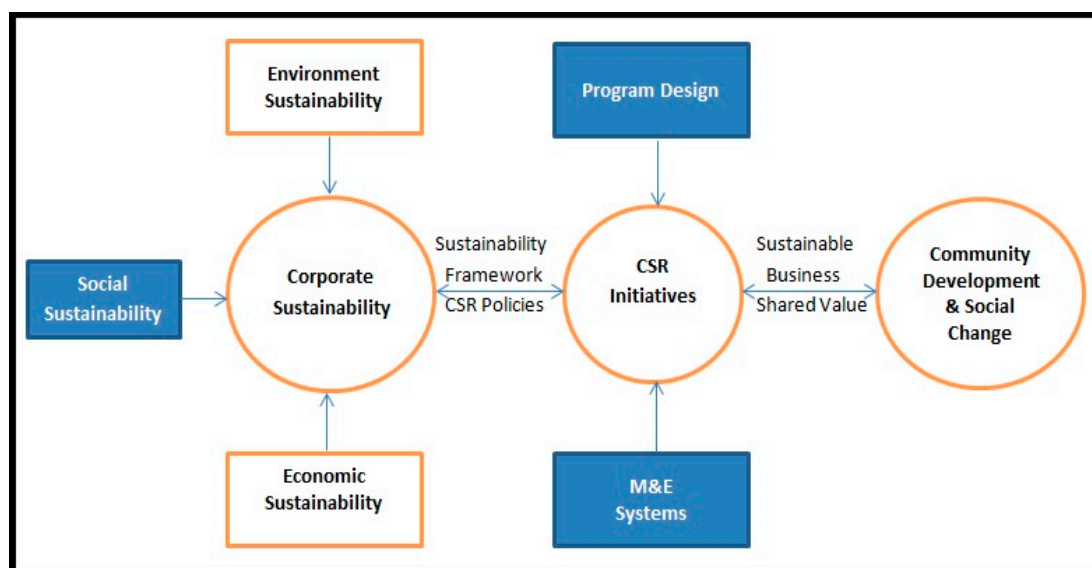 Environment
Sustainability
Program Design
Social
Sustainability
Corporate
Sustainability
Sustainability
Framework
CSR Policies
CSR
Initiatives
Sustainable
Business
Shared Value
Community
Development
& Social
Change
Economic
Sustainability
M&E
Systems